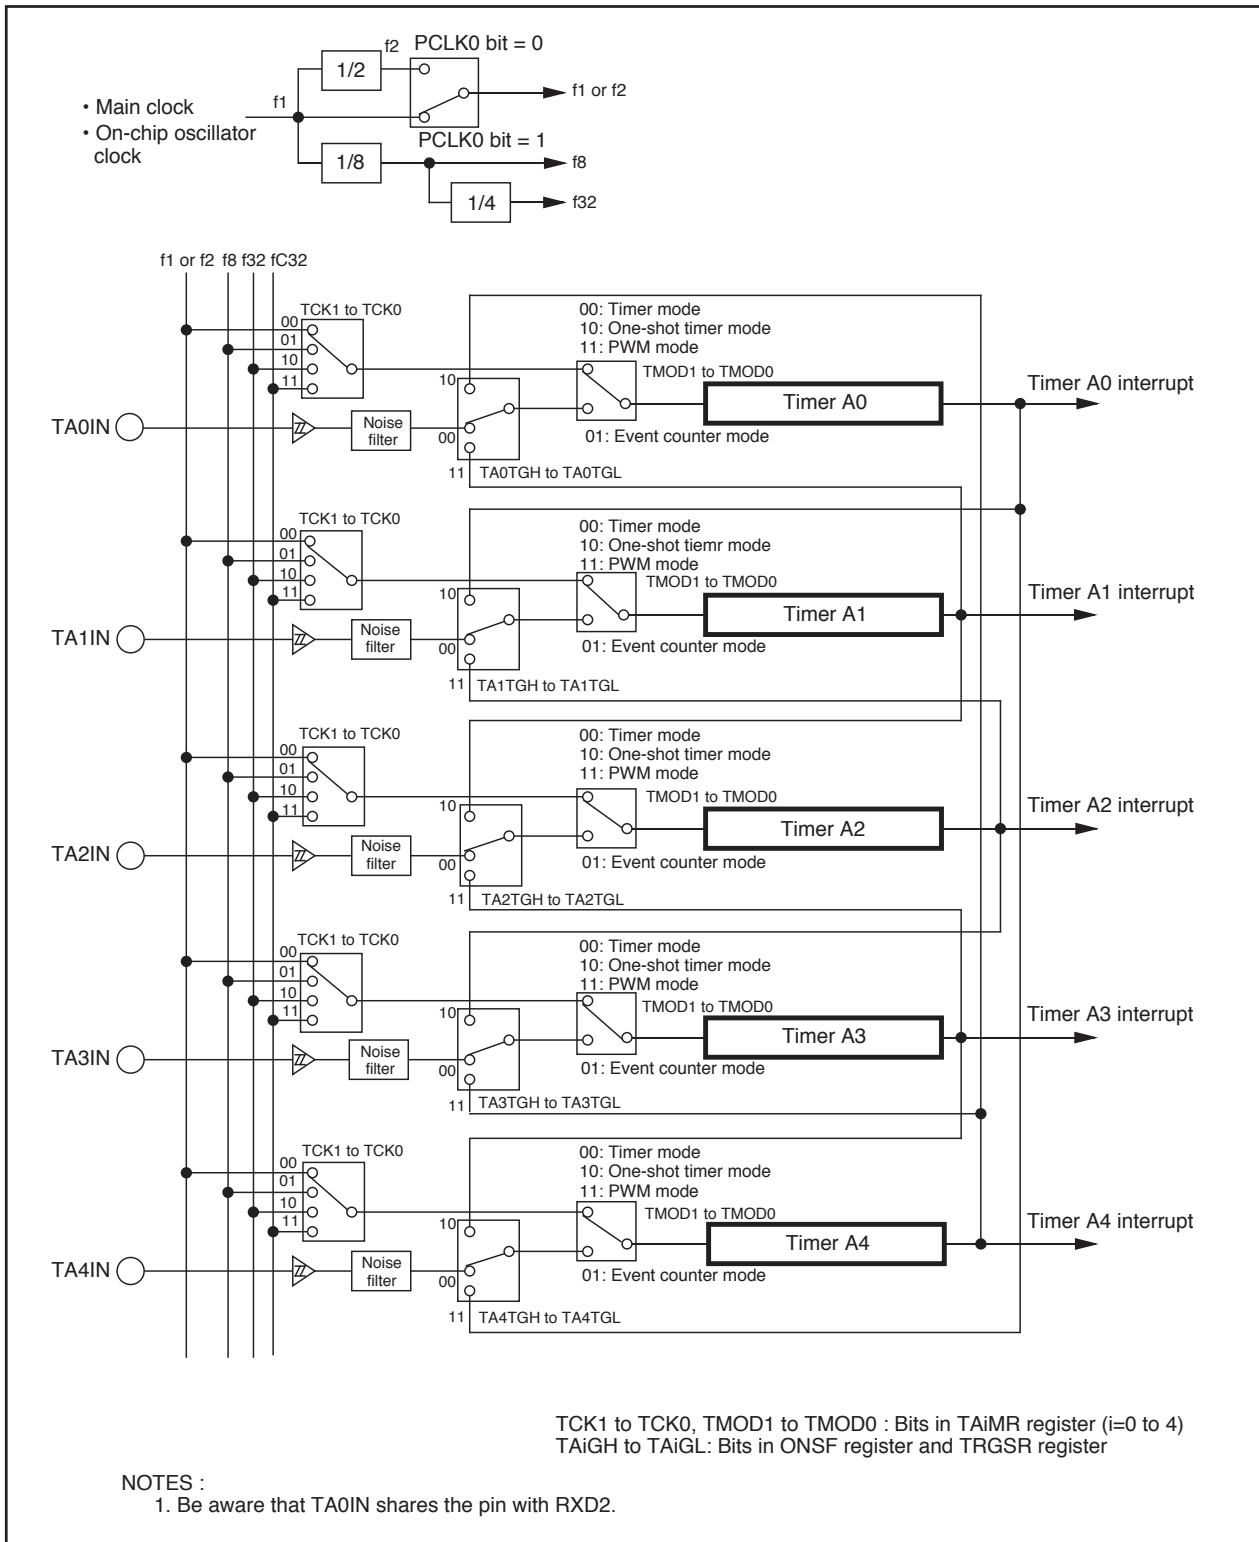 f2 PCLK0 bit = 0
1/2
f1 or f2
• Main clock
f1
• On-chip oscillator
clock
PCLK0 bit = 1
1/8
f8
1/4
f32
f1 or f2 f8 f32 fC32
TCK1 to TCK0
00
01
10
11
00: Timer mode
10: One-shot timer mode
11: PWM mode
TMOD1 to TMOD0
10
Timer A0
Timer A0 interrupt
TA0IN
Noise
filter
00
01: Event counter mode
11 TA0TGH to TA0TGL
TCK1 to TCK0
00
01
10
11
00: Timer mode
10: One-shot tiemr mode
11: PWM mode
TMOD1 to TMOD0
10
Timer A1
Timer A1 interrupt
TA1IN
Noise
filter
00
01: Event counter mode
11 TA1TGH to TA1TGL
TCK1 to TCK0
00
01
10
11
00: Timer mode
10: One-shot timer mode
11: PWM mode
TMOD1 to TMOD0
10
Timer A2
Timer A2 interrupt
TA2IN
Noise
filter
00
01: Event counter mode
11 TA2TGH to TA2TGL
TCK1 to TCK0
00
01
10
11
00: Timer mode
10: One-shot timer mode
11: PWM mode
TMOD1 to TMOD0
10
Timer A3
Timer A3 interrupt
TA3IN
Noise
filter
00
01: Event counter mode
11 TA3TGH to TA3TGL
TCK1 to TCK0
00
01
10
11
00: Timer mode
10: One-shot timer mode
11: PWM mode
TMOD1 to TMOD0
10
Timer A4
Timer A4 interrupt
TA4IN
Noise
filter
00
01: Event counter mode
11 TA4TGH to TA4TGL
TCK1 to TCK0, TMOD1 to TMOD0 : Bits in TAiMR register (i=0 to 4)
TAiGH to TAiGL: Bits in ONSF register and TRGSR register
NOTES :
1. Be aware that TA0IN shares the pin with RXD2.